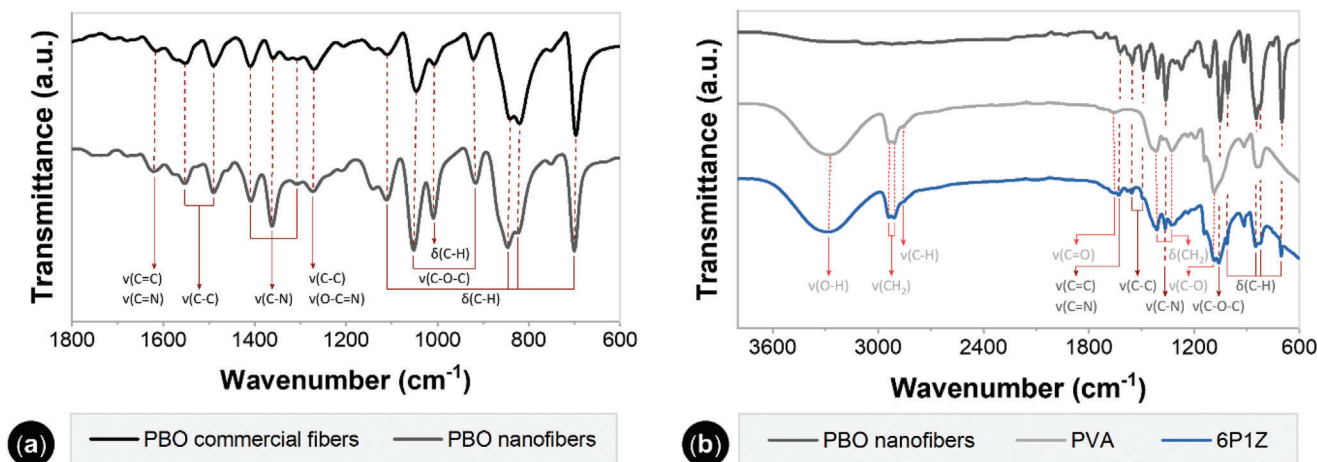 Transmittance (a.u.)
ν(C=C)
ν(C=N)
ν(C-C)
ν(C-N)
ν(C-C)
ν(O-C=N)
δ(C-H)
ν(C-O-C)
δ(C-H)
1800 1600 1400 1200 1000 800 600
Wavenumber (cm⁻¹)
(a) PBO commercial fibers PBO nanofibers
Transmittance (a.u.)
ν(O-H)
ν(CH₂)
ν(C-H)
ν(C=O)
ν(C=C)
ν(C=N)
ν(C-C)
ν(C-N)
δ(CH₂)
ν(C-O)
ν(C-O-C)
δ(C-H)
3600 3000 2400 1800 1200 600
Wavenumber (cm⁻¹)
(b) PBO nanofibers PVA 6P1Z